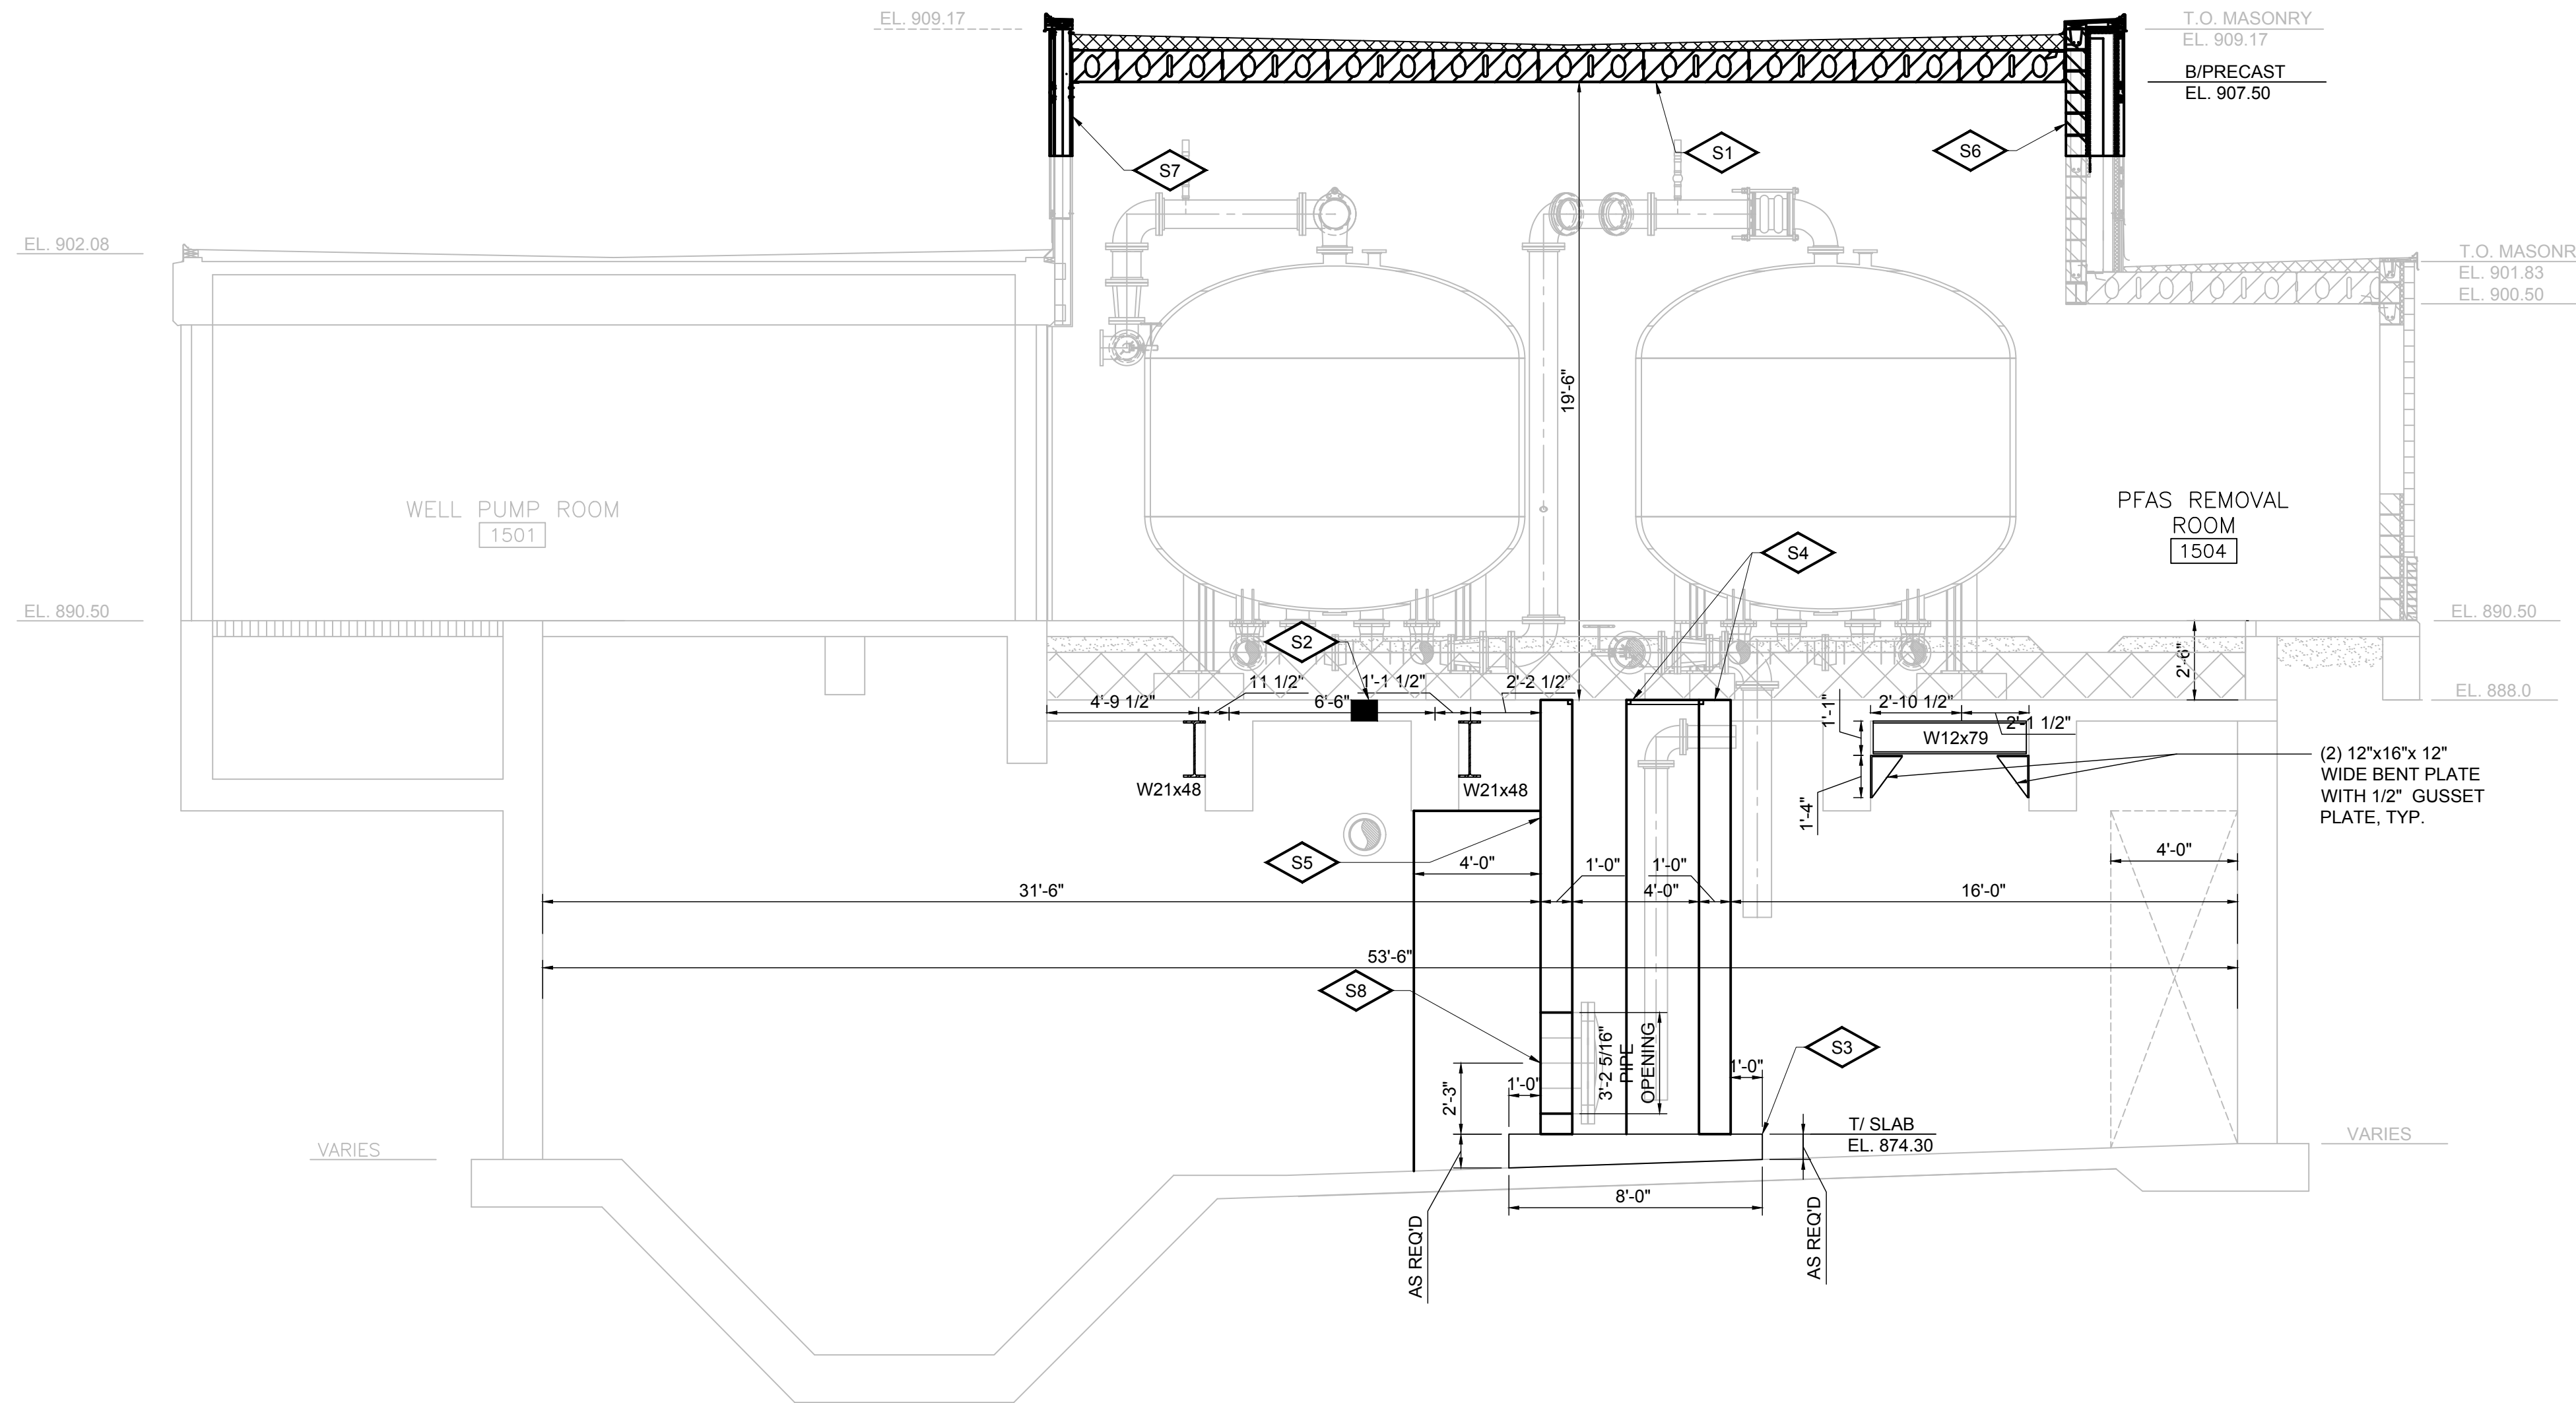 EL. 909.17
T.O. MASONRY
EL. 909.17
B/PRECAST
EL. 907.50
S7
S1
S6
EL. 902.08
T.O. MASONR
EL. 901.83
EL. 900.50
19'-6"
WELL PUMP ROOM
1501
PFAS REMOVAL
ROOM
1504
S4
EL. 890.50
EL. 890.50
S2
2'-6"
4'-9 1/2"
11 1/2"
6'-6"
1'-1 1/2"
2'-2 1/2"
EL. 888.0
1'-1"
2'-10 1/2"
2'-1 1/2"
W12x79
W21x48
W21x48
1'-4"
(2) 12"x16"x 12"
WIDE BENT PLATE
WITH 1/2" GUSSET
PLATE, TYP.
S5
4'-0"
1'-0"
1'-0"
4'-0"
4'-0"
31'-6"
16'-0"
53'-6"
S8
3'-2 5/16"
PIPE
OPENING
S3
1'-0"
1'-0"
2'-3"
T/ SLAB
EL. 874.30
VARIES
VARIES
8'-0"
AS REQ'D
AS REQ'D